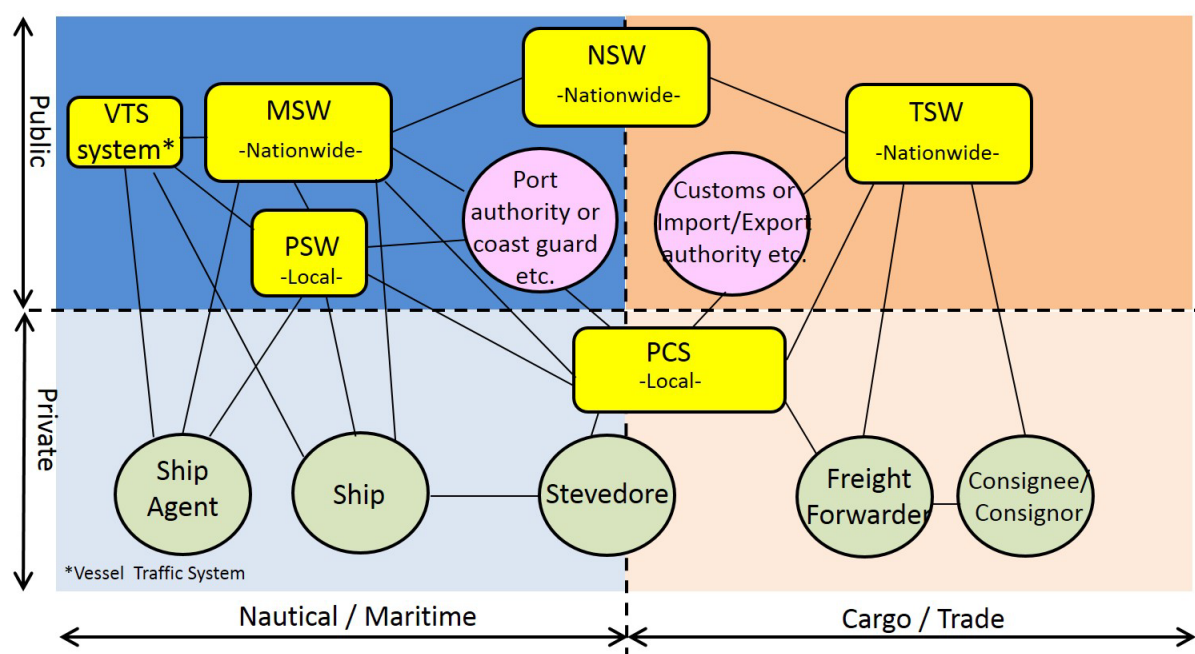 Public
Private
NSW
-Nationwide-
VTS
system*
MSW
-Nationwide-
TSW
-Nationwide-
Port
authority or
coast guard
etc.
Customs or
Import/Export
authority etc.
PSW
-Local-
PCS
-Local-
Ship
Agent
Ship
Stevedore
Freight
Forwarder
Consignee/
Consignor
*Vessel Traffic System
Nautical / Maritime
Cargo / Trade